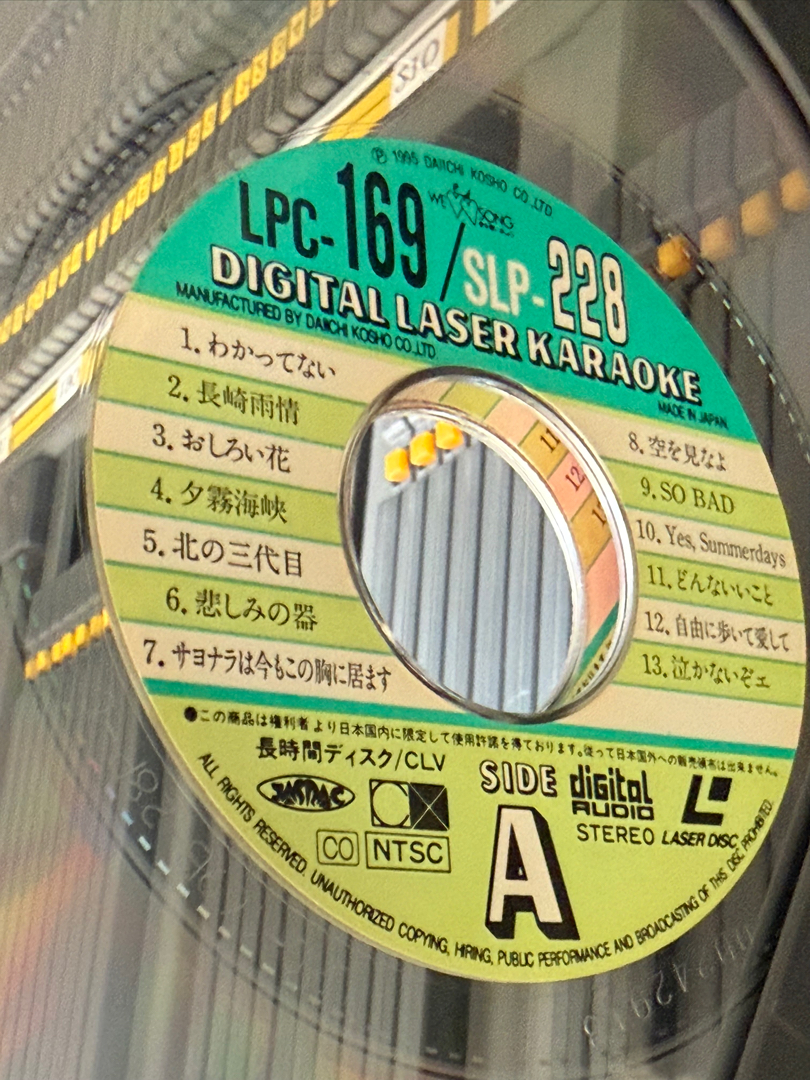 Ⓟ 1995 DAIICHI KOSHO CO.,LTD.
LPC-169/SLP-228
WE SONG
DIGITAL LASER KARAOKE
MANUFACTURED BY DAIICHI KOSHO CO.,LTD.
MADE IN JAPAN
1.わかってない
2.長崎雨情
3.おしろい花
4.夕霧海峡
5.北の三代目
6.悲しみの器
7.サヨナラは今もこの胸に居ます
8.空を見なよ
9.SO BAD
10.Yes, Summerdays
11.どんないいこと
12.自由に歩いて愛して
13.泣かないぞェ
●この商品は権利者より日本国内に限定して使用許諾を得ております。従って日本国外への販売頒布は出来ません。
長時間ディスク/CLV
JASRAC
CO
NTSC
SIDE
A
digital
AUDIO
STEREO
LASER DISC
ALL RIGHTS RESERVED. UNAUTHORIZED COPYING, HIRING, PUBLIC PERFORMANCE AND BROADCASTING OF THIS DISC PROHIBITED.
11
12